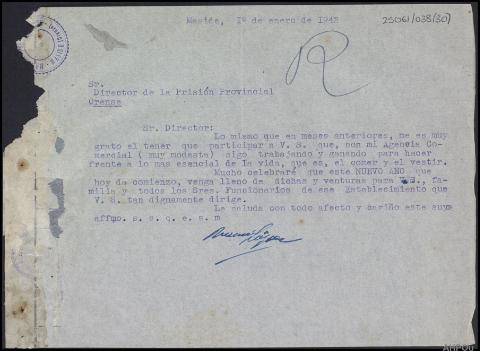 25061/038/30)
Maside, 1º de enero de 1942
R
Sr.
Director de la Prisión Provincial
Orense
Sr. Director:
Lo mismo que en meses anteriores, me es muy
grato el tener que participar a V. S. que, con mi Agencia Co-
mercial ( muy modesta) sigo trabajando y ganando para hacer
frente a lo mas esencial de la vida, que es, el comer y el vestir.
Mucho celebraré que este NUEVO AÑO que
hoy da comienzo, venga lleno de dichas y venturas para V.S., fa-
milia y todos los Sres. Funcionarios de ese Establecimiento que
V. S. tan dignamente dirige.
Le saluda con todo afecto y cariño este suyo
affmo. s. s. q. e. s. m
AHPOU